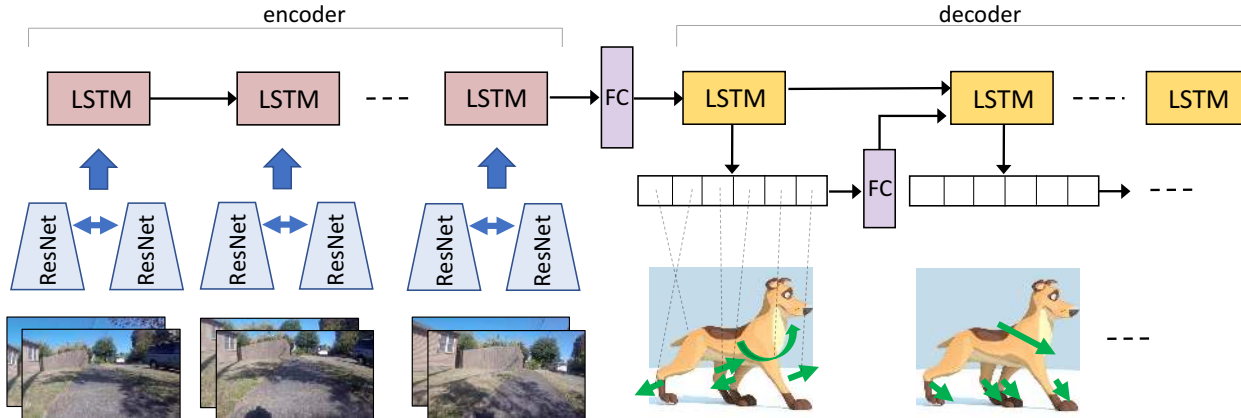 encoder
decoder
LSTM
LSTM
LSTM
FC
LSTM
LSTM
LSTM
FC
ResNet
ResNet
ResNet
ResNet
ResNet
ResNet